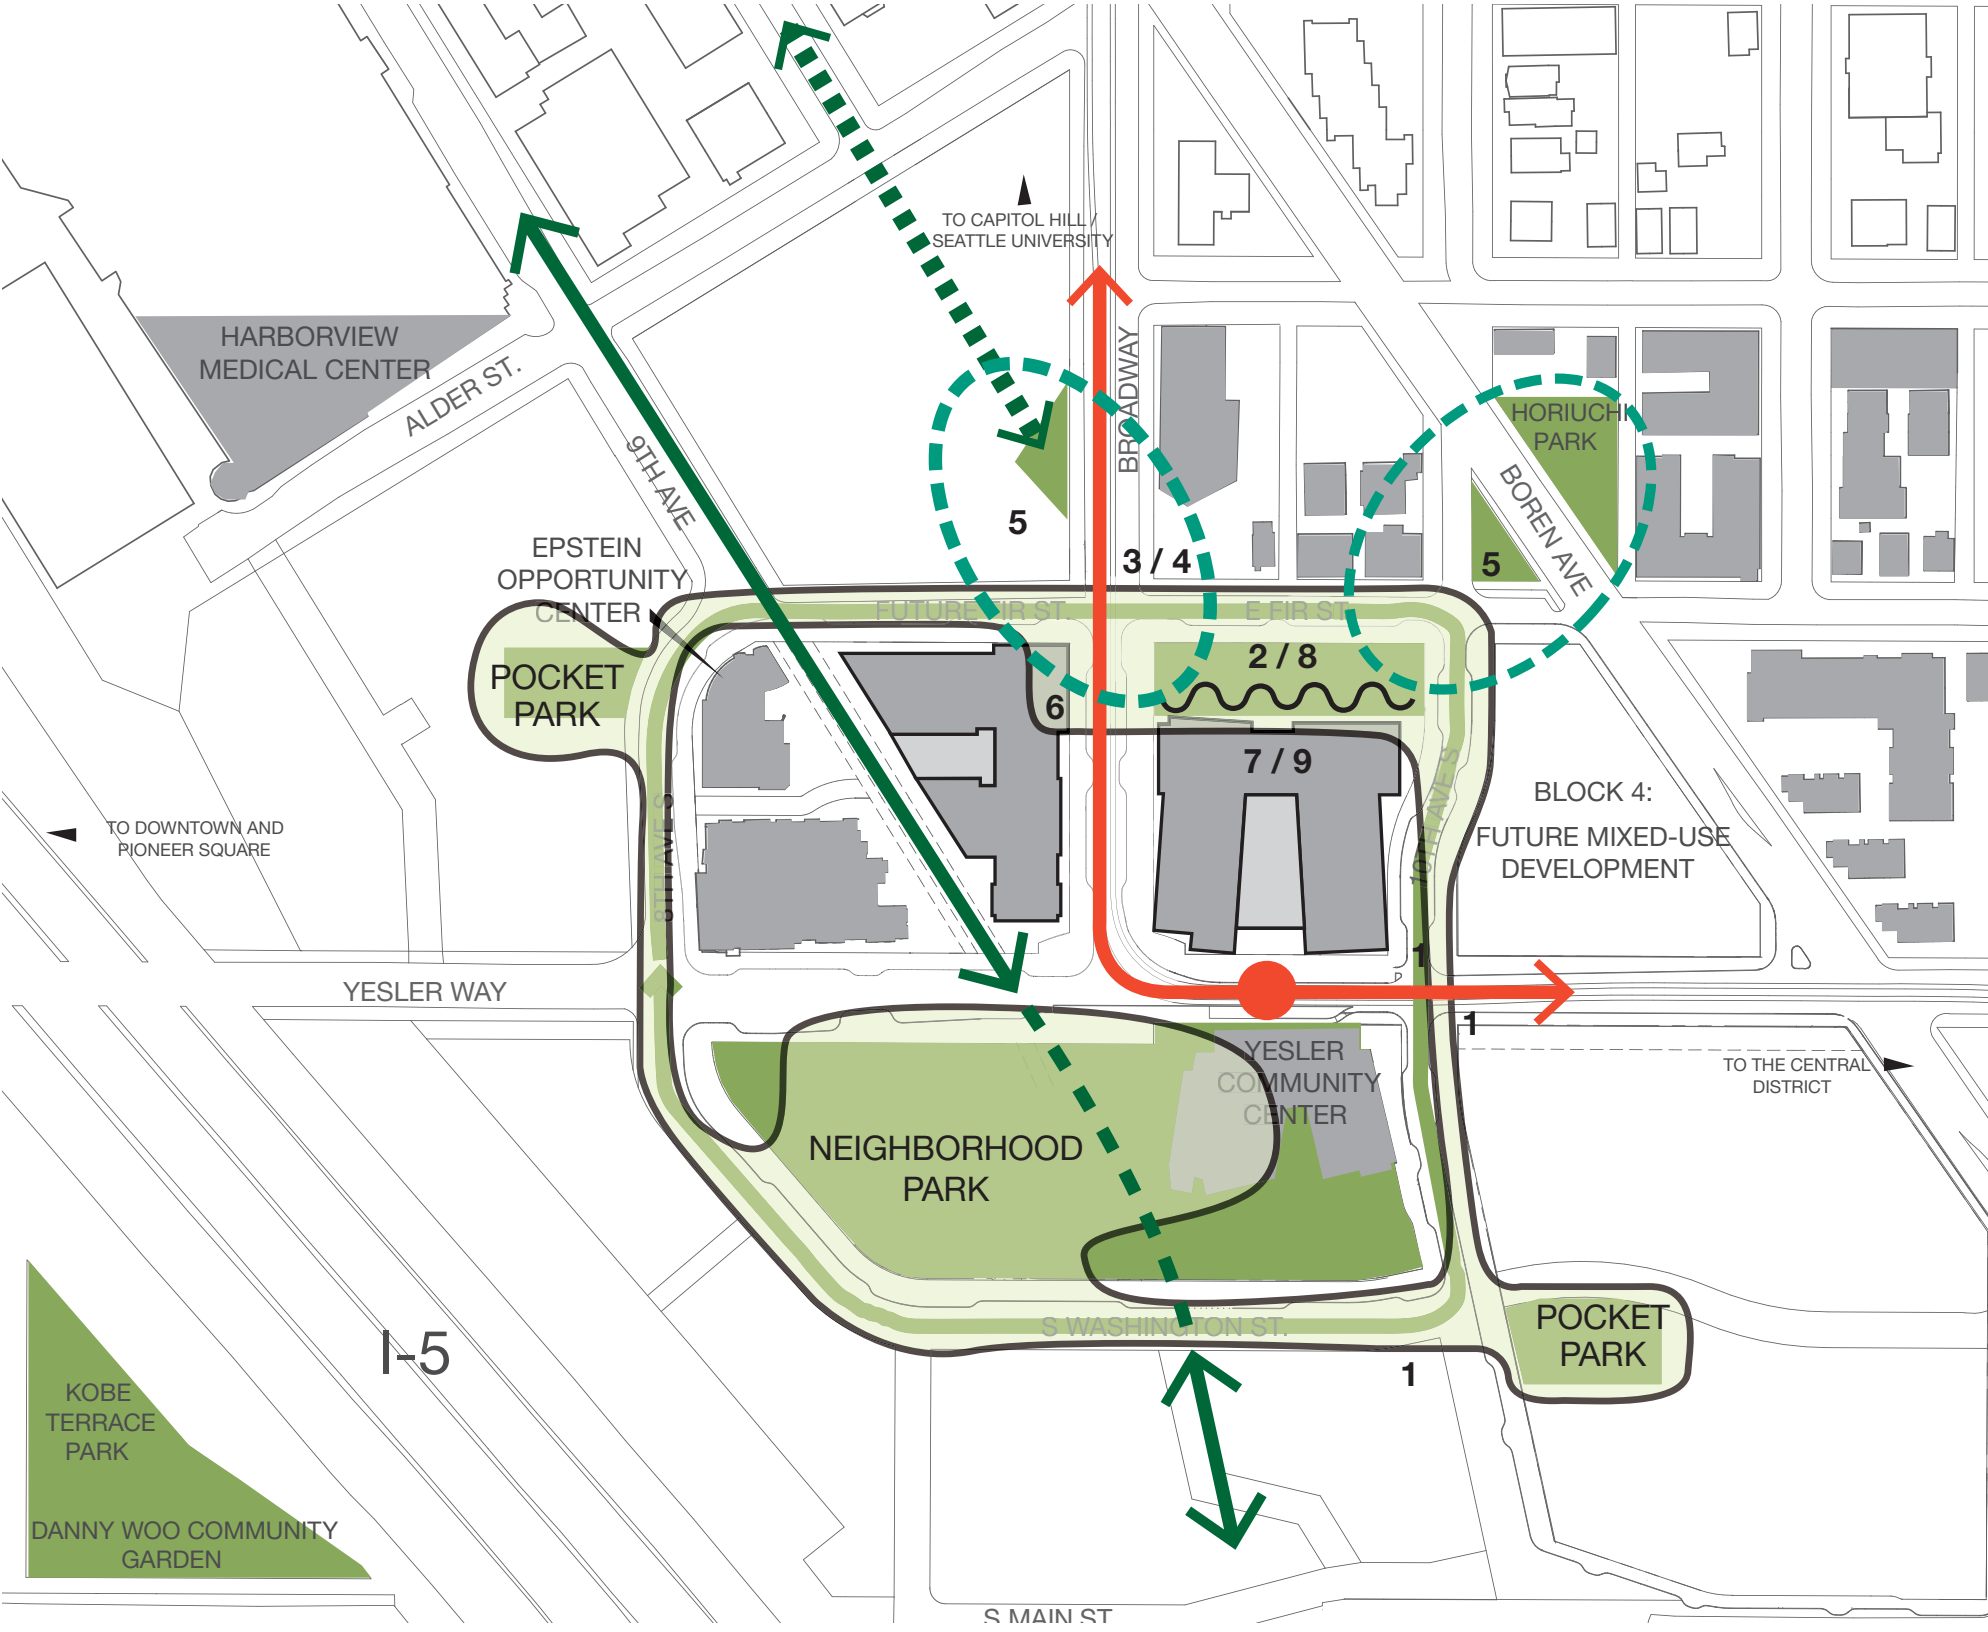 TO CAPITOL HILL /
SEATTLE UNIVERSITY
HARBORVIEW
MEDICAL CENTER
ALDER ST.
9TH AVE
BROADWAY
HORIUCHI
PARK
BOREN AVE
5
5
3 / 4
EPSTEIN
OPPORTUNITY
CENTER
FUTURE FIR ST.
E FIR ST.
POCKET
PARK
2 / 8
6
7 / 9
10TH AVE S
8TH AVE S
BLOCK 4:
FUTURE MIXED-USE
DEVELOPMENT
TO DOWNTOWN AND
PIONEER SQUARE
1
YESLER WAY
1
YESLER
COMMUNITY
CENTER
TO THE CENTRAL
DISTRICT
NEIGHBORHOOD
PARK
S WASHINGTON ST.
POCKET
PARK
1
I-5
KOBE
TERRACE
PARK
DANNY WOO COMMUNITY
GARDEN
S MAIN ST